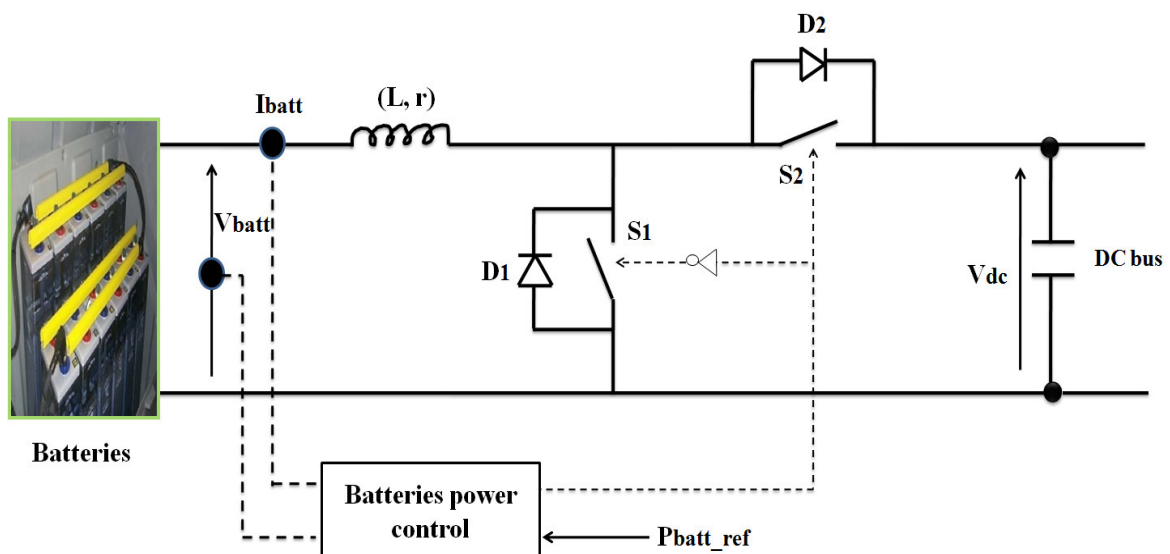 D2
(L, r)
Ibatt
S2
S1
Vbatt
D1
Vdc
DC bus
Batteries
Batteries power
control
Pbatt_ref